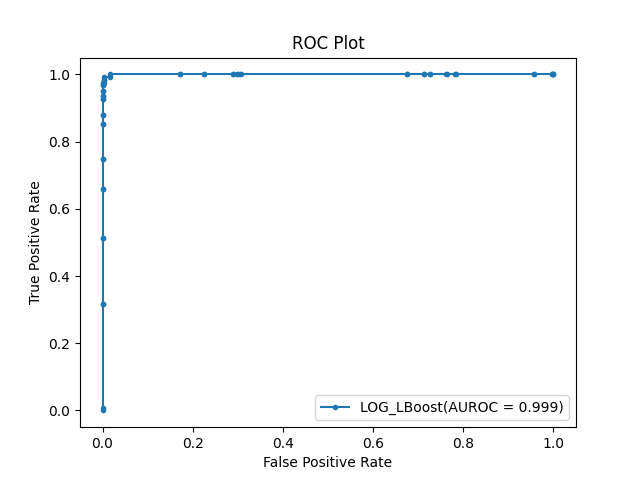 ROC Plot
1.0
0.8
0.6
0.4
0.2
0.0
True Positive Rate
LOG_LBoost(AUROC = 0.999)
0.0 0.2 0.4 0.6 0.8 1.0
False Positive Rate